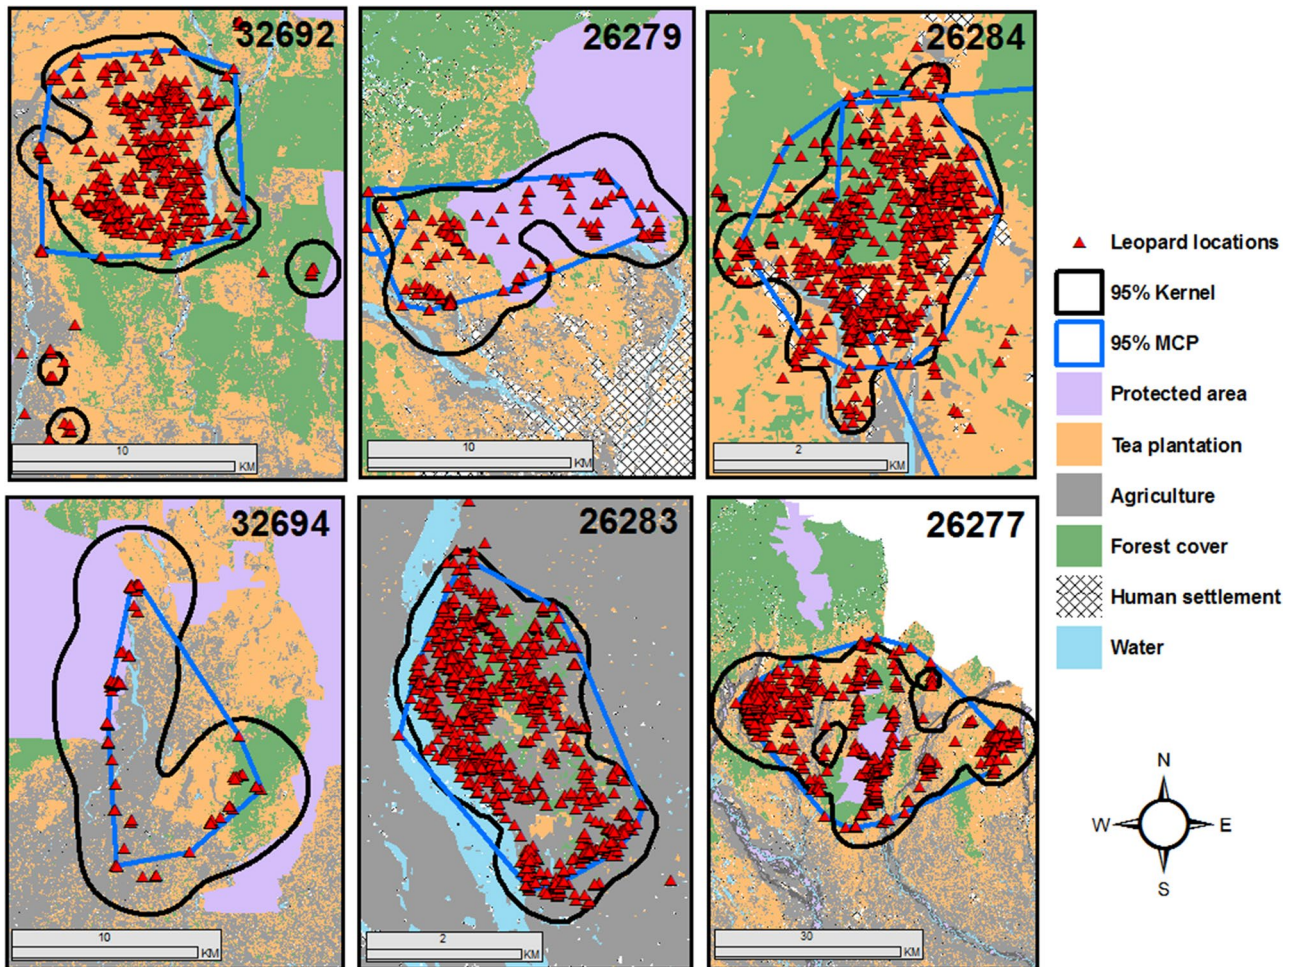 32692
26279
26284
10
KM
10
KM
2
KM
32694
26283
26277
10
KM
2
KM
30
KM
Leopard locations
95% Kernel
95% MCP
Protected area
Tea plantation
Agriculture
Forest cover
Human settlement
Water
N
W
E
S